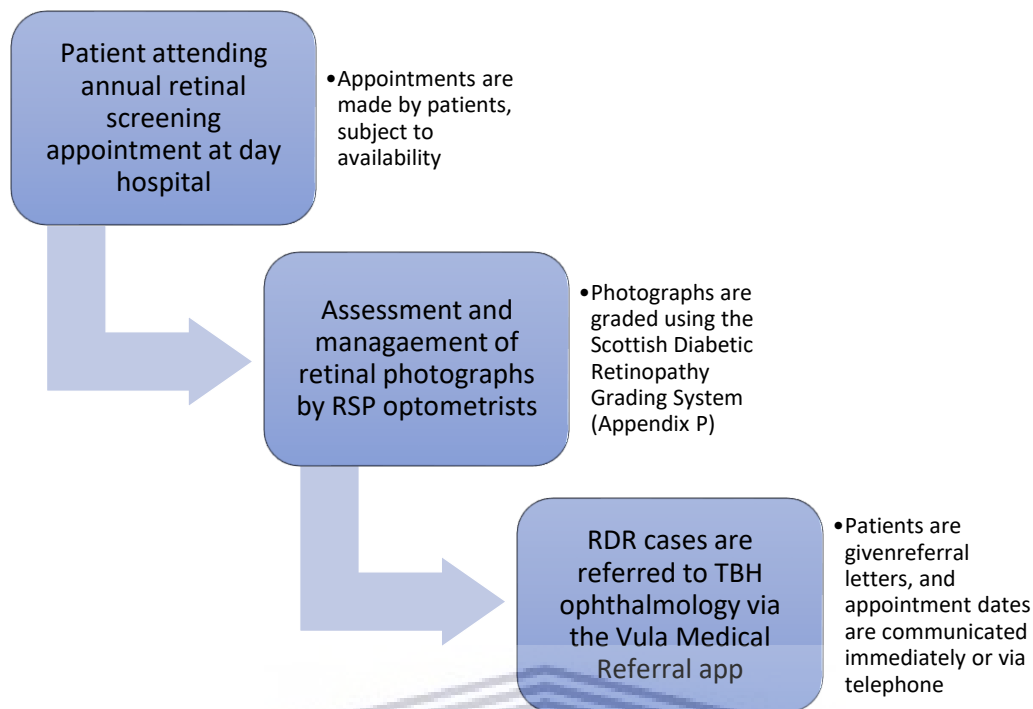 Patient attending
annual retinal
screening
appointment at day
hospital
•Appointments are
made by patients,
subject to
availability
Assessment and
managaement of
retinal photographs
by RSP optometrists
•Photographs are
graded using the
Scottish Diabetic
Retinopathy
Grading System
(Appendix P)
RDR cases are
referred to TBH
ophthalmology via
the Vula Medical
Referral app
•Patients are
givenreferral
letters, and
appointment dates
are communicated
immediately or via
telephone